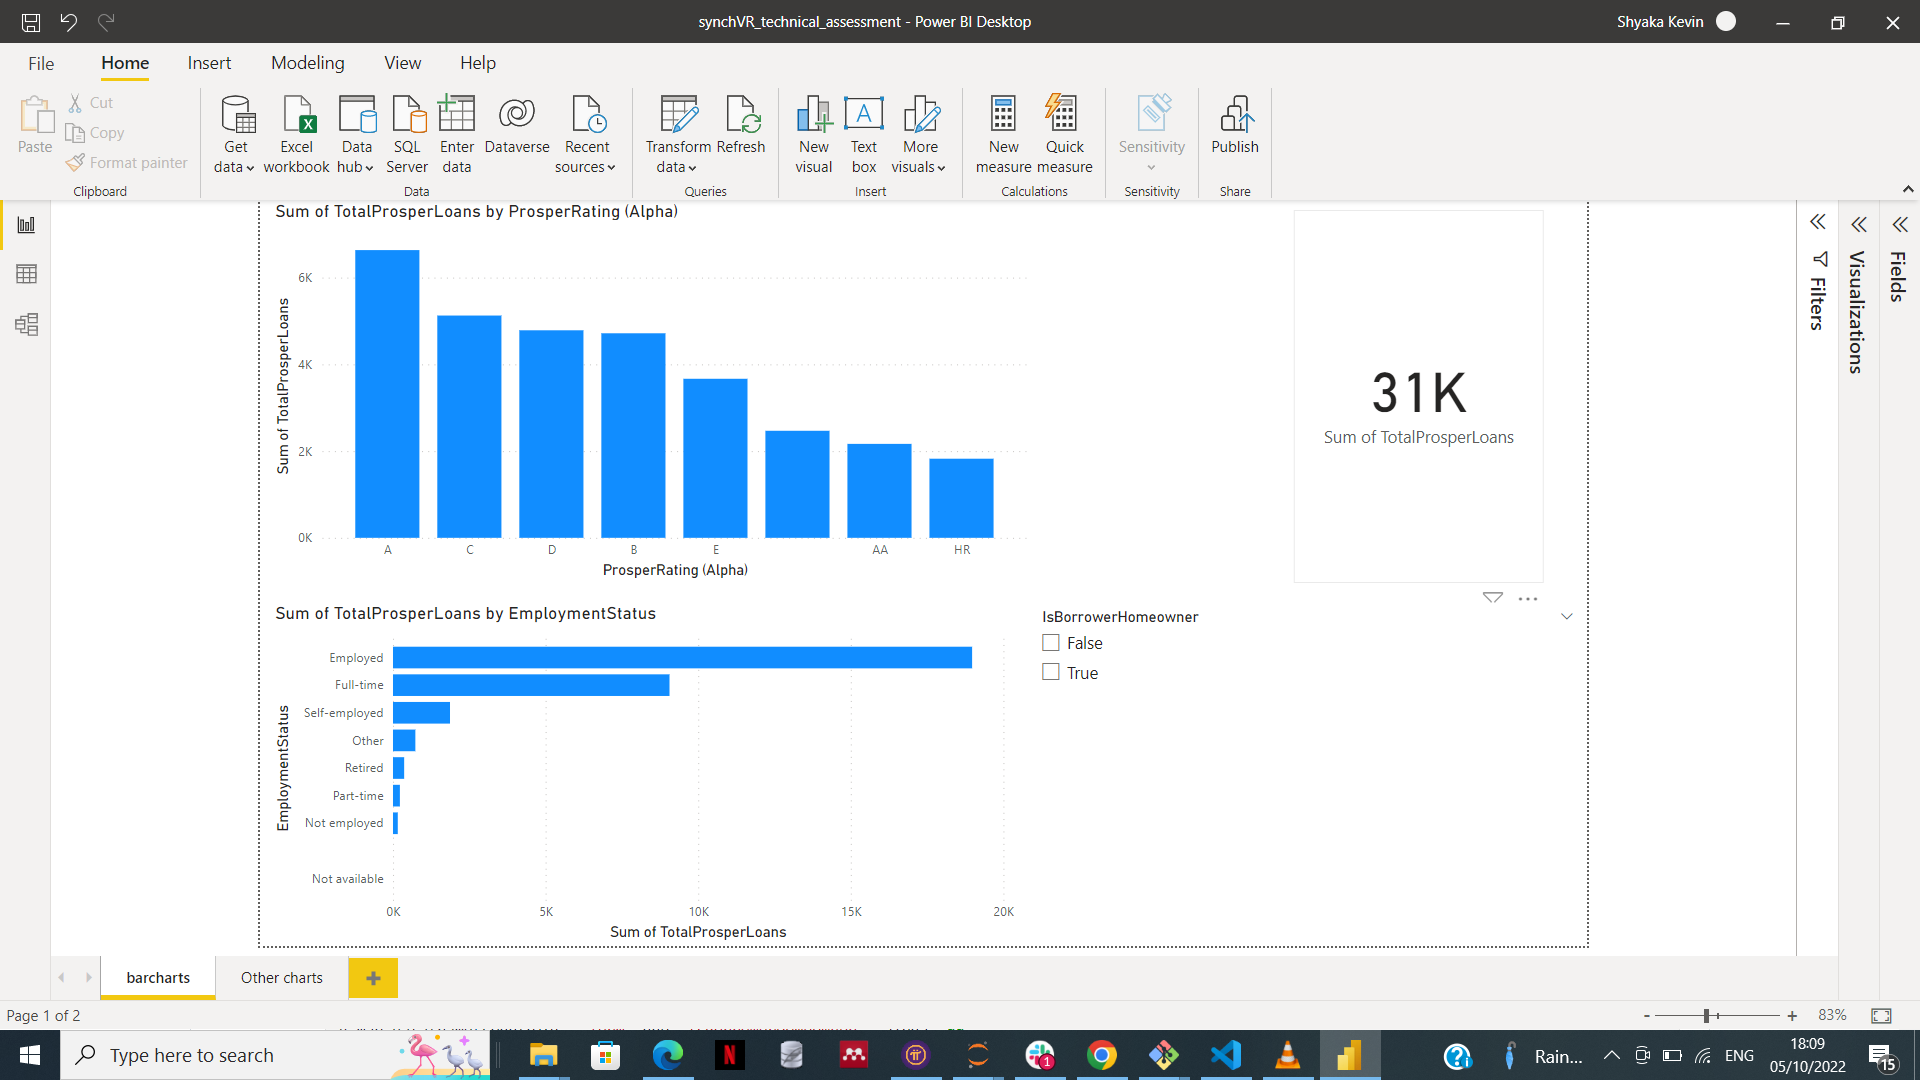 synchVR_technical_assessment - Power BI Desktop
Shyaka Kevin
File Home Insert Modeling View Help
Paste
Cut
Copy
Format painter
Clipboard
Get data
Excel workbook
Data hub
SQL Server
Enter data
Dataverse
Recent sources
Data
Transform data
Refresh
Queries
New visual
Text box
More visuals
Insert
New measure
Quick measure
Calculations
Sensitivity
Sensitivity
Publish
Share
Sum of TotalProsperLoans by ProsperRating (Alpha)
Sum of TotalProsperLoans
6K
4K
2K
0K
A C D B E AA HR
ProsperRating (Alpha)
31K
Sum of TotalProsperLoans
Sum of TotalProsperLoans by EmploymentStatus
EmploymentStatus
Employed
Full-time
Self-employed
Other
Retired
Part-time
Not employed
Not available
0K 5K 10K 15K 20K
Sum of TotalProsperLoans
IsBorrowerHomeowner
False
True
Filters
Visualizations
Fields
barcharts
Other charts
Page 1 of 2
- + 83%
Type here to search
1
Rain...
ENG
18:09
05/10/2022
15